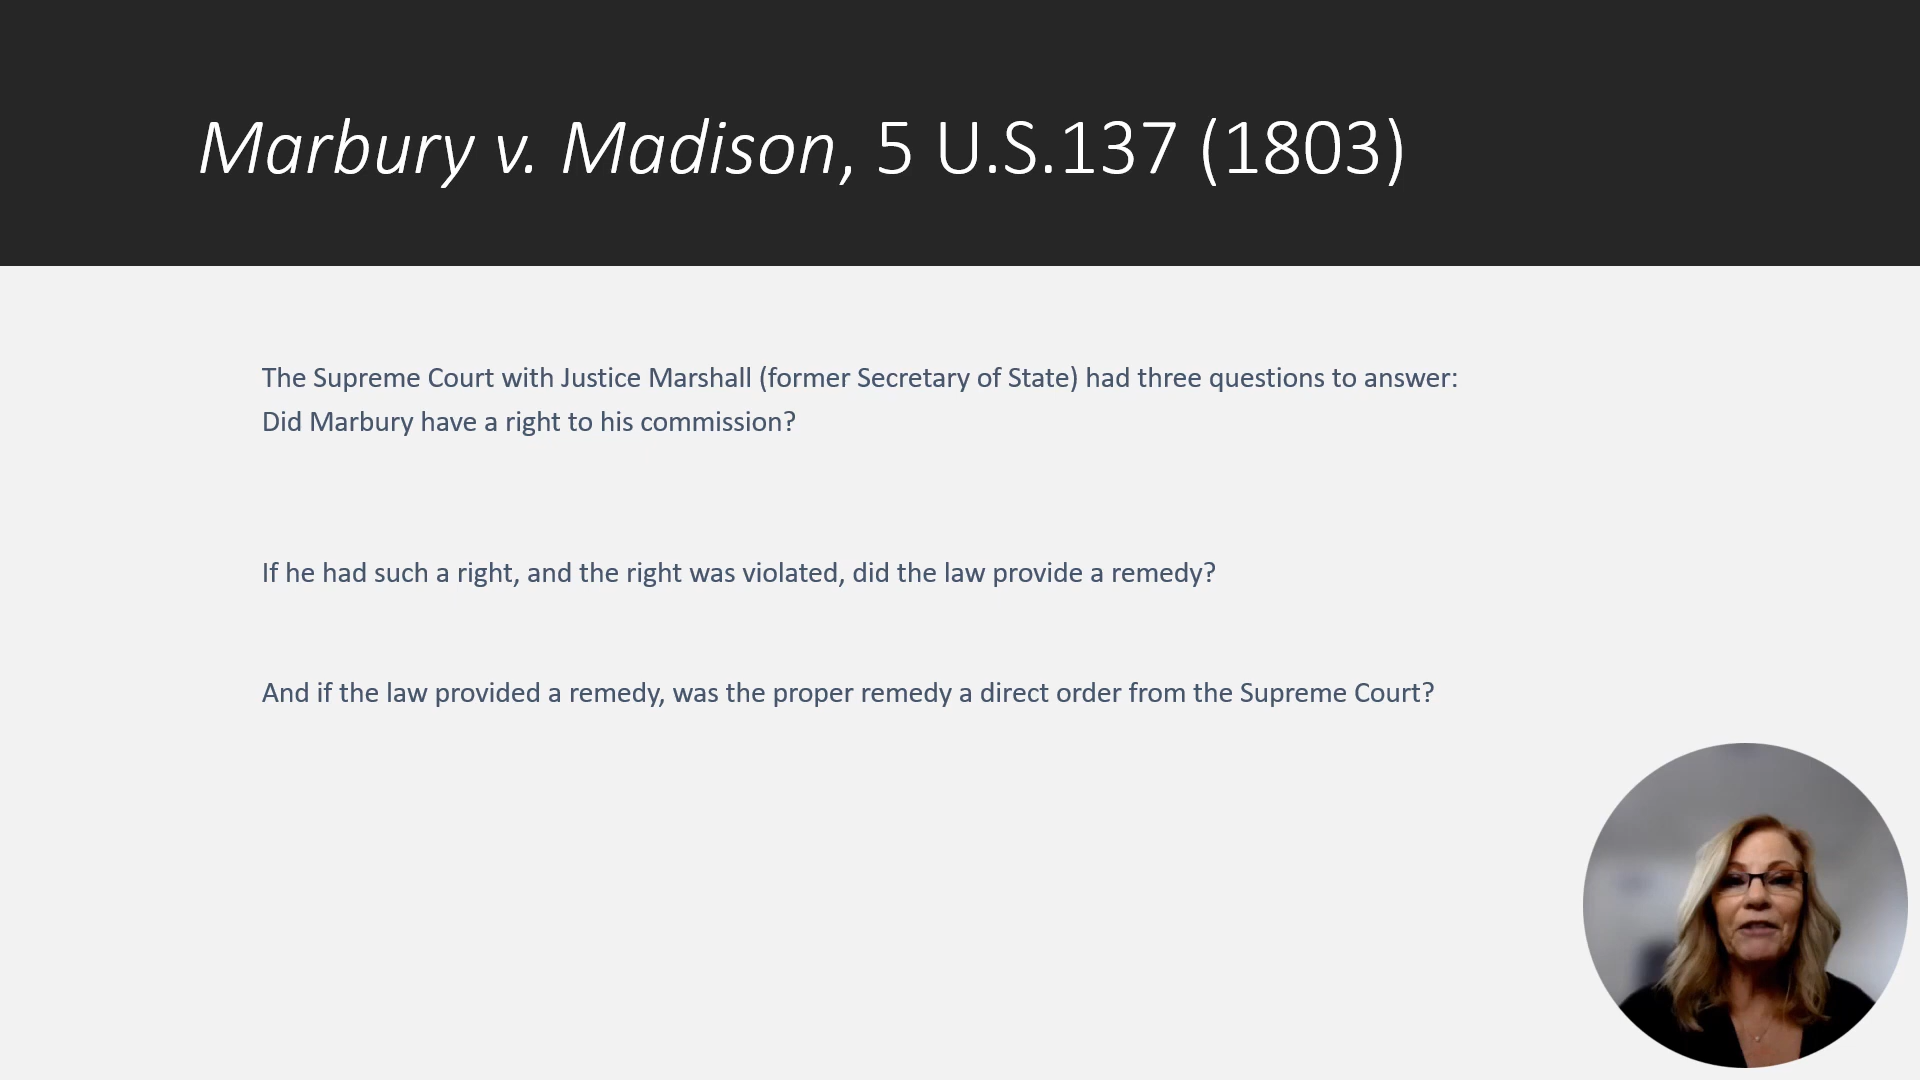 Marbury v. Madison, 5 U.S.137 (1803)
The Supreme Court with Justice Marshall (former Secretary of State) had three questions to answer:
Did Marbury have a right to his commission?
If he had such a right, and the right was violated, did the law provide a remedy?
And if the law provided a remedy, was the proper remedy a direct order from the Supreme Court?